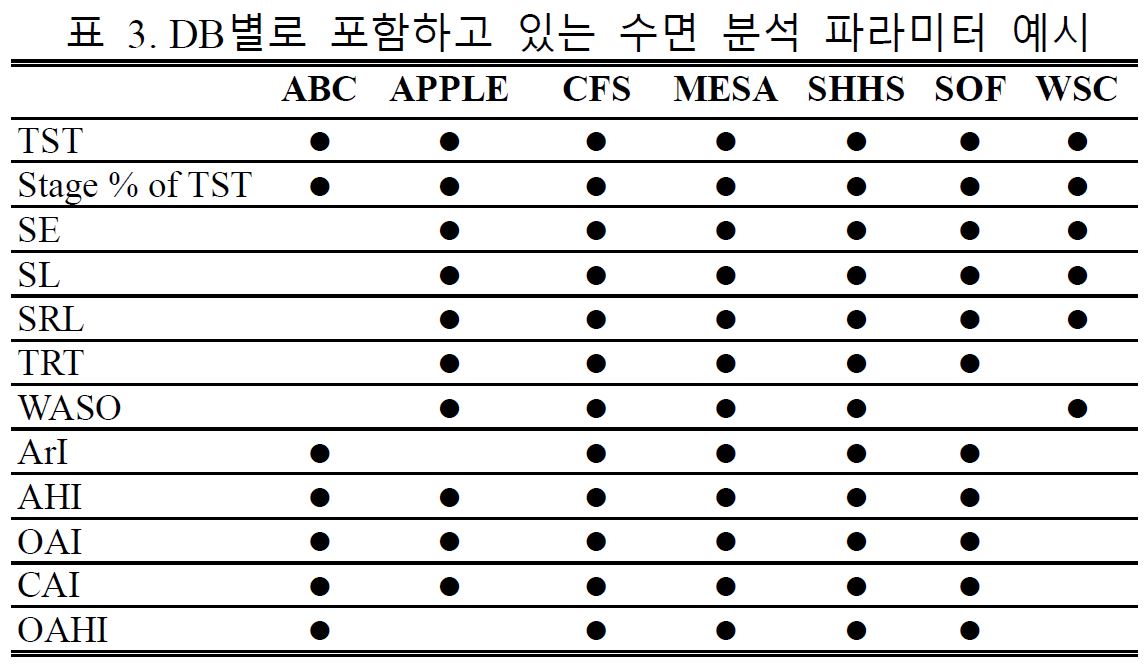 표 3. DB별로 포함하고 있는 수면 분석 파라미터 예시
ABC APPLE CFS MESA SHHS SOF WSC
TST ● ● ● ● ● ● ●
Stage % of TST ● ● ● ● ● ● ●
SE ● ● ● ● ● ●
SL ● ● ● ● ● ●
SRL ● ● ● ● ● ●
TRT ● ● ● ● ●
WASO ● ● ● ● ●
ArI ● ● ● ● ●
AHI ● ● ● ● ● ●
OAI ● ● ● ● ● ●
CAI ● ● ● ● ● ●
OAHI ● ● ● ● ●